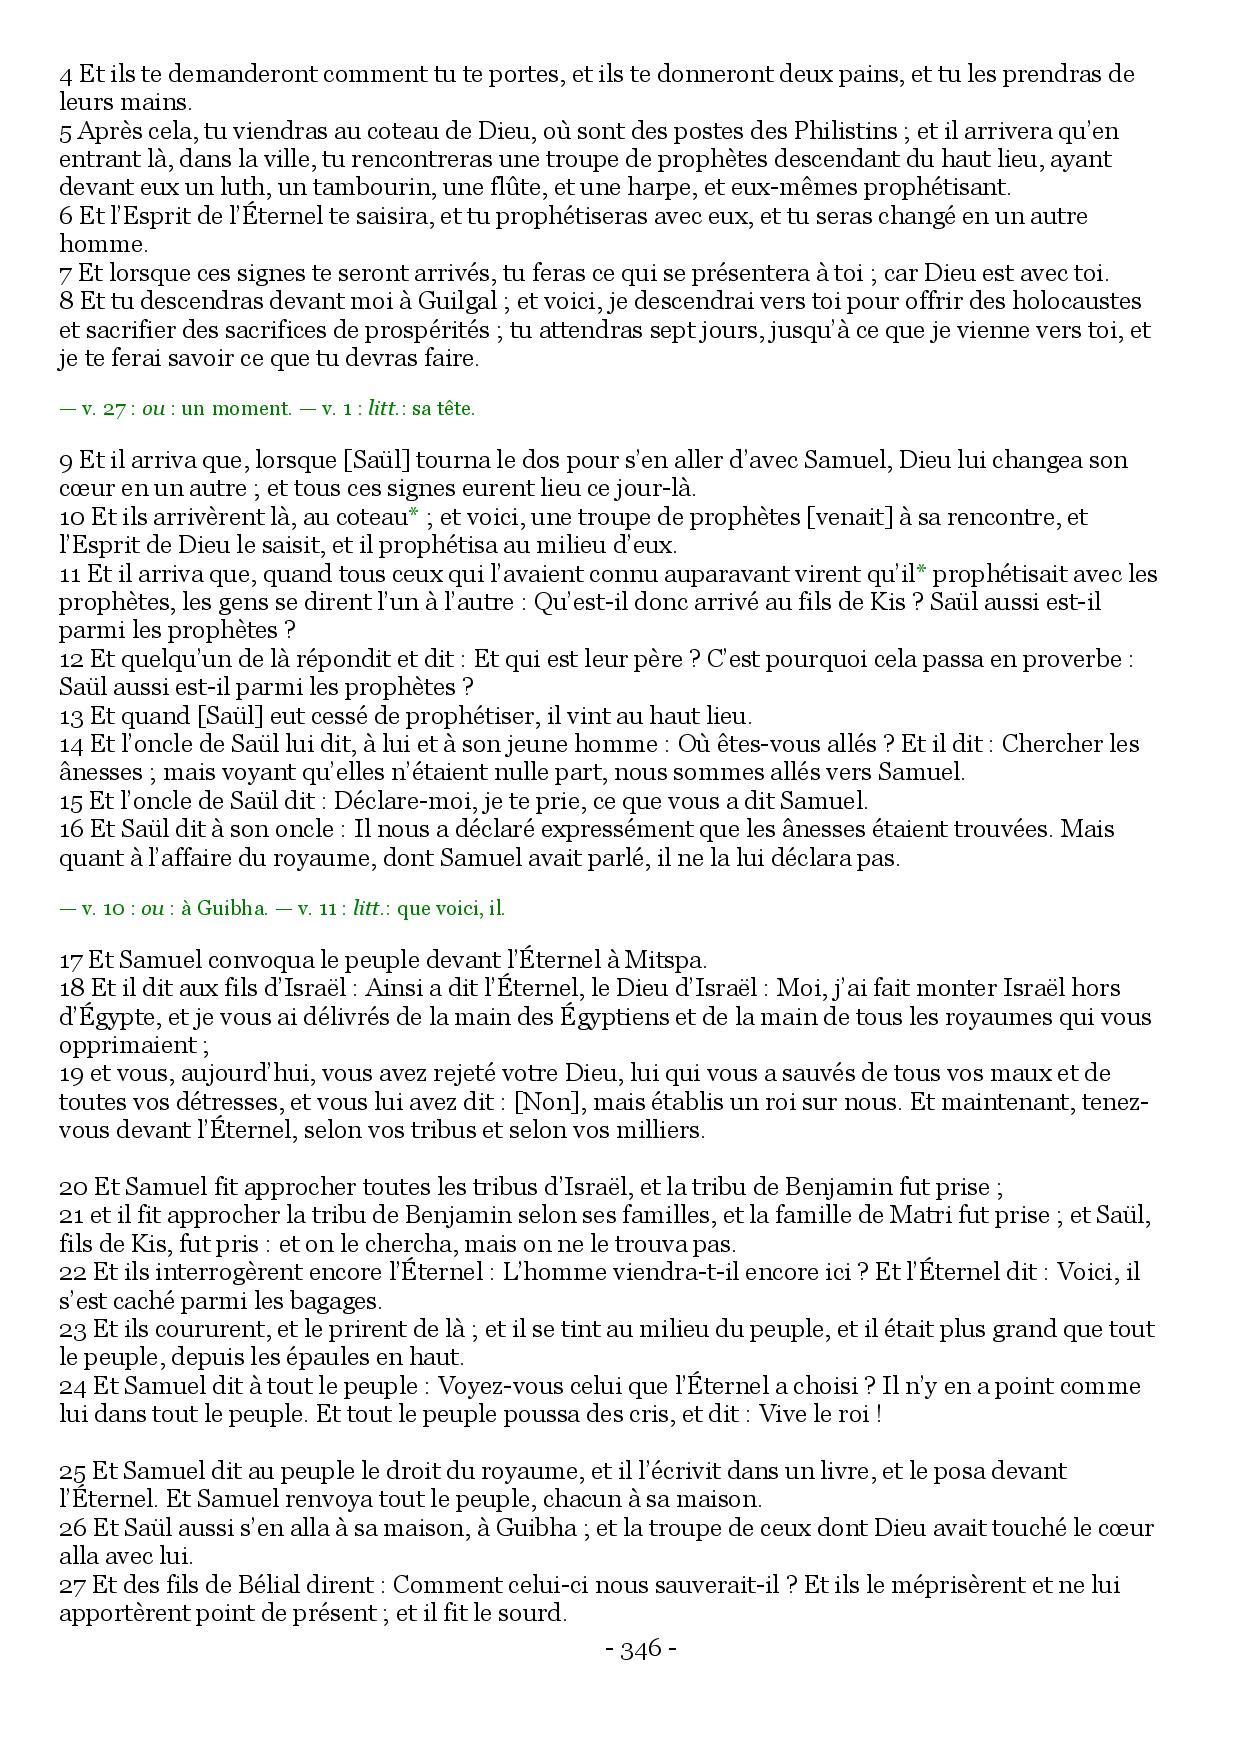 4 Et ils te demanderont comment tu te portes, et ils te donneront deux pains, et tu les prendras de
leurs mains.
5 Après cela, tu viendras au coteau de Dieu, où sont des postes des Philistins ; et il arrivera qu’en
entrant là, dans la ville, tu rencontreras une troupe de prophètes descendant du haut lieu, ayant
devant eux un luth, un tambourin, une flûte, et une harpe, et eux-mêmes prophétisant.
6 Et l’Esprit de l’Éternel te saisira, et tu prophétiseras avec eux, et tu seras changé en un autre
homme.
7 Et lorsque ces signes te seront arrivés, tu feras ce qui se présentera à toi ; car Dieu est avec toi.
8 Et tu descendras devant moi à Guilgal ; et voici, je descendrai vers toi pour offrir des holocaustes
et sacrifier des sacrifices de prospérités ; tu attendras sept jours, jusqu’à ce que je vienne vers toi, et
je te ferai savoir ce que tu devras faire.
— v. 27 : ou : un moment. — v. 1 : litt.: sa tête.
9 Et il arriva que, lorsque [Saül] tourna le dos pour s’en aller d’avec Samuel, Dieu lui changea son
cœur en un autre ; et tous ces signes eurent lieu ce jour-là.
10 Et ils arrivèrent là, au coteau* ; et voici, une troupe de prophètes [venait] à sa rencontre, et
l’Esprit de Dieu le saisit, et il prophétisa au milieu d’eux.
11 Et il arriva que, quand tous ceux qui l’avaient connu auparavant virent qu’il* prophétisait avec les
prophètes, les gens se dirent l’un à l’autre : Qu’est-il donc arrivé au fils de Kis ? Saül aussi est-il
parmi les prophètes ?
12 Et quelqu’un de là répondit et dit : Et qui est leur père ? C’est pourquoi cela passa en proverbe :
Saül aussi est-il parmi les prophètes ?
13 Et quand [Saül] eut cessé de prophétiser, il vint au haut lieu.
14 Et l’oncle de Saül lui dit, à lui et à son jeune homme : Où êtes-vous allés ? Et il dit : Chercher les
ânesses ; mais voyant qu’elles n’étaient nulle part, nous sommes allés vers Samuel.
15 Et l’oncle de Saül dit : Déclare-moi, je te prie, ce que vous a dit Samuel.
16 Et Saül dit à son oncle : Il nous a déclaré expressément que les ânesses étaient trouvées. Mais
quant à l’affaire du royaume, dont Samuel avait parlé, il ne la lui déclara pas.
— v. 10 : ou : à Guibha. — v. 11 : litt.: que voici, il.
17 Et Samuel convoqua le peuple devant l’Éternel à Mitspa.
18 Et il dit aux fils d’Israël : Ainsi a dit l’Éternel, le Dieu d’Israël : Moi, j’ai fait monter Israël hors
d’Égypte, et je vous ai délivrés de la main des Égyptiens et de la main de tous les royaumes qui vous
opprimaient ;
19 et vous, aujourd’hui, vous avez rejeté votre Dieu, lui qui vous a sauvés de tous vos maux et de
toutes vos détresses, et vous lui avez dit : [Non], mais établis un roi sur nous. Et maintenant, tenez-
vous devant l’Éternel, selon vos tribus et selon vos milliers.
20 Et Samuel fit approcher toutes les tribus d’Israël, et la tribu de Benjamin fut prise ;
21 et il fit approcher la tribu de Benjamin selon ses familles, et la famille de Matri fut prise ; et Saül,
fils de Kis, fut pris : et on le chercha, mais on ne le trouva pas.
22 Et ils interrogèrent encore l’Éternel : L’homme viendra-t-il encore ici ? Et l’Éternel dit : Voici, il
s’est caché parmi les bagages.
23 Et ils coururent, et le prirent de là ; et il se tint au milieu du peuple, et il était plus grand que tout
le peuple, depuis les épaules en haut.
24 Et Samuel dit à tout le peuple : Voyez-vous celui que l’Éternel a choisi ? Il n’y en a point comme
lui dans tout le peuple. Et tout le peuple poussa des cris, et dit : Vive le roi !
25 Et Samuel dit au peuple le droit du royaume, et il l’écrivit dans un livre, et le posa devant
l’Éternel. Et Samuel renvoya tout le peuple, chacun à sa maison.
26 Et Saül aussi s’en alla à sa maison, à Guibha ; et la troupe de ceux dont Dieu avait touché le cœur
alla avec lui.
27 Et des fils de Bélial dirent : Comment celui-ci nous sauverait-il ? Et ils le méprisèrent et ne lui
apportèrent point de présent ; et il fit le sourd.
- 346 -